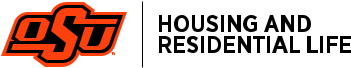 OSU
HOUSING AND
RESIDENTIAL LIFE